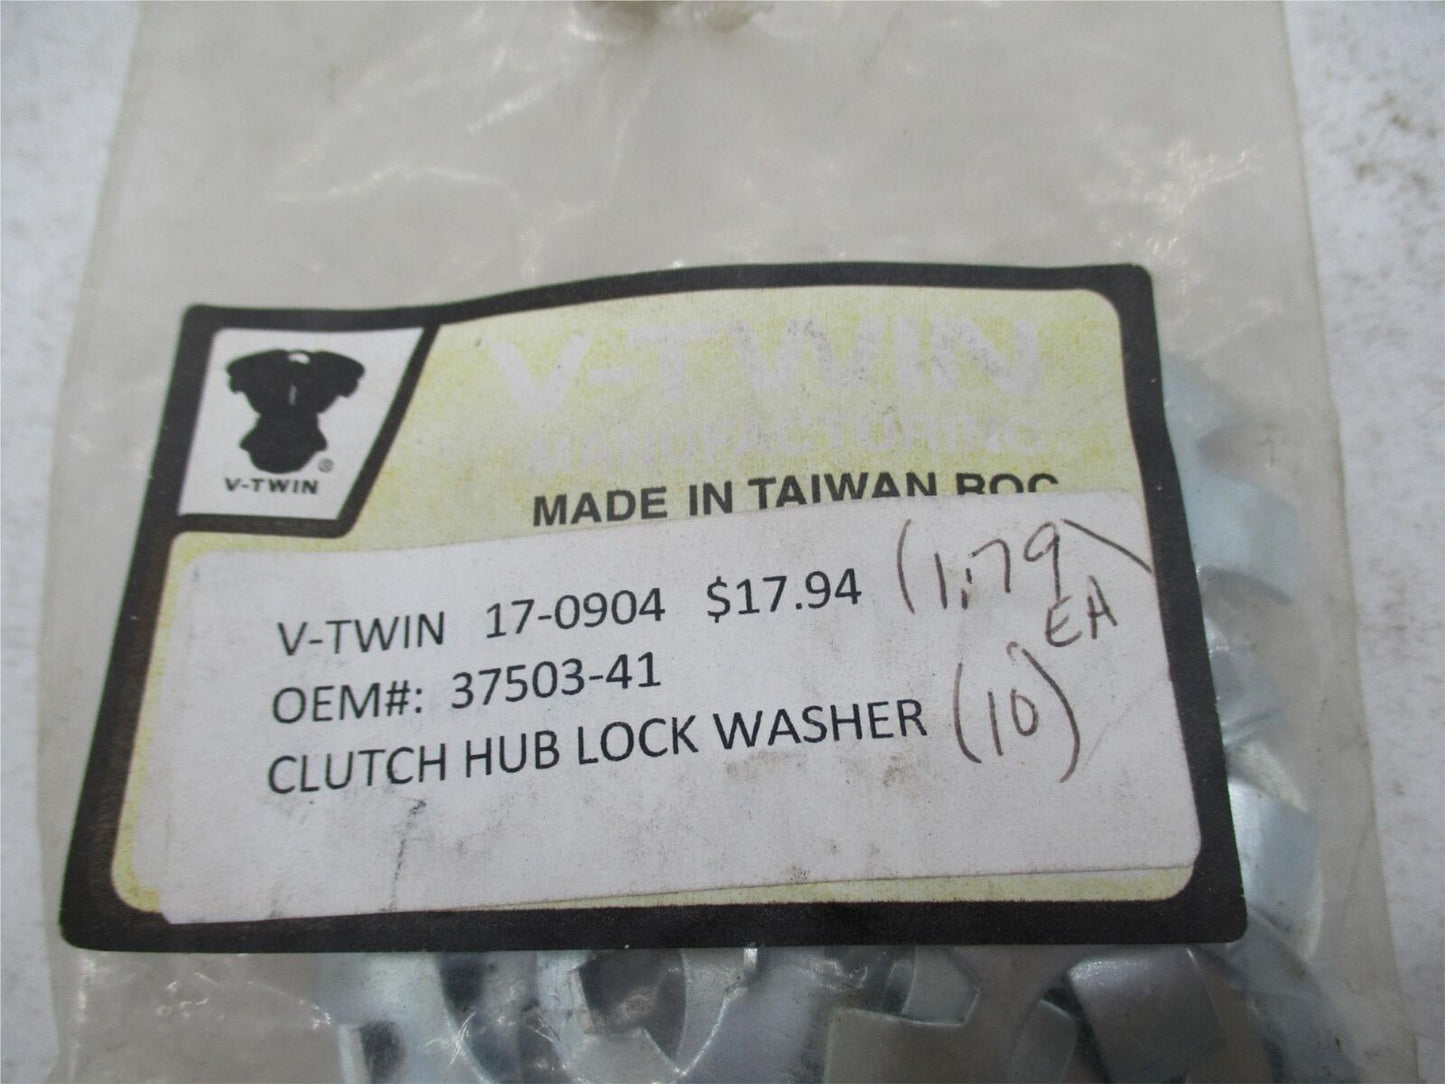 V-TWIN
MANUFACTURING
® V-TWIN
MADE IN TAIWAN ROC
V-TWIN 17-0904 $17.94 (1.79)
EA
OEM#: 37503-41
CLUTCH HUB LOCK WASHER (10)